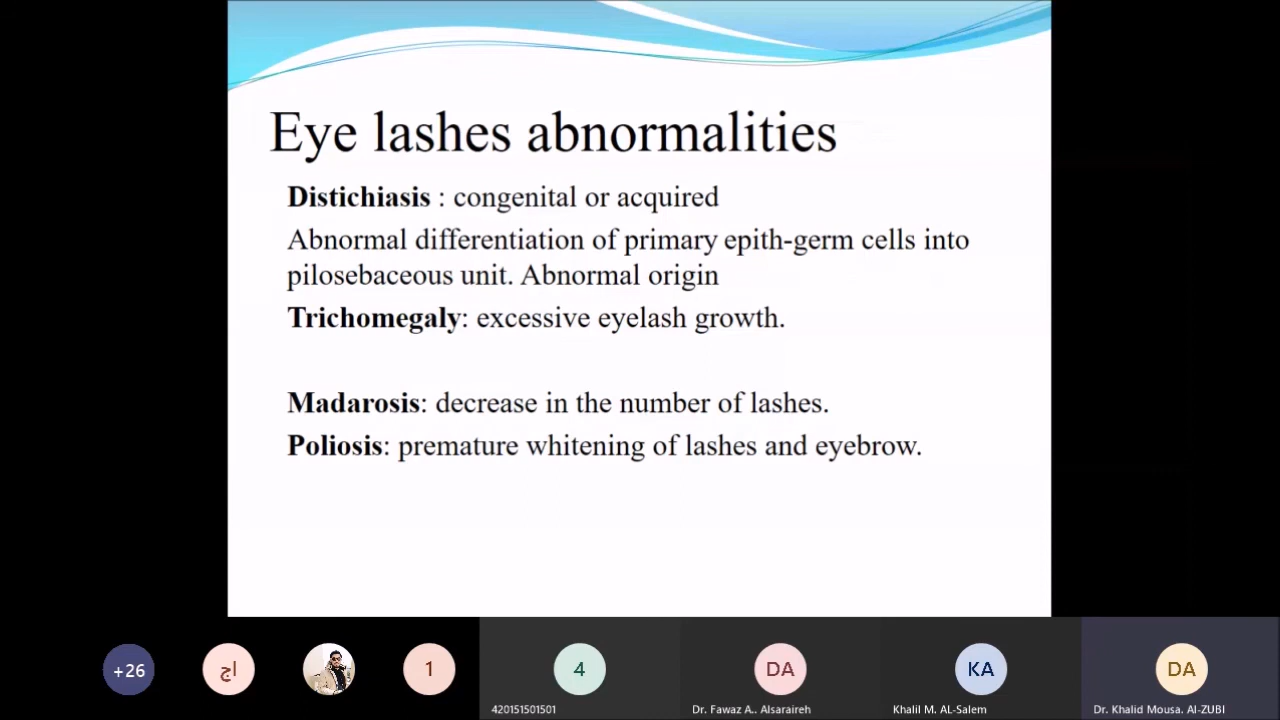 Eye lashes abnormalities
Distichiasis : congenital or acquired
Abnormal differentiation of primary epith-germ cells into
pilosebaceous unit. Abnormal origin
Trichomegaly: excessive eyelash growth.
Madarosis: decrease in the number of lashes.
Poliosis: premature whitening of lashes and eyebrow.
+26
اج
1
4
DA
KA
DA
420151501501
Dr. Fawaz A.. Alsaraireh
Khalil M. AL-Salem
Dr. Khalid Mousa. Al-ZUBI